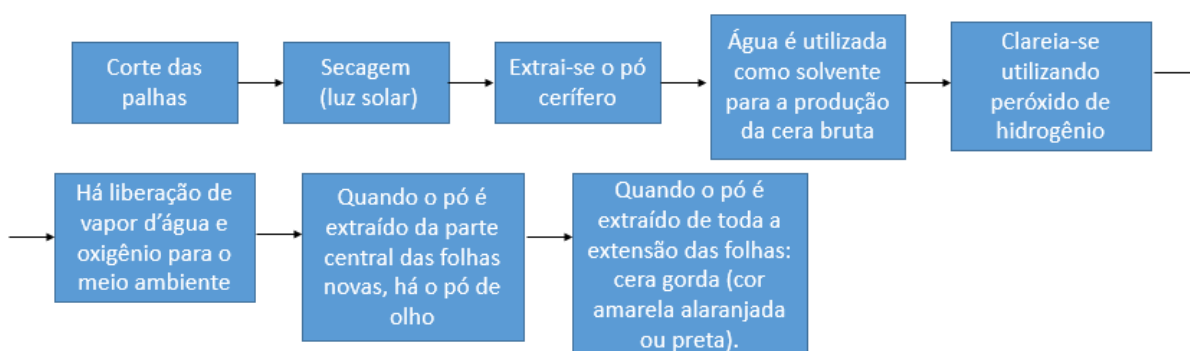 Corte das
palhas
Secagem
(luz solar)
Extrai-se o pó
cerífero
Água é utilizada
como solvente
para a produção
da cera bruta
Clareia-se
utilizando
peróxido de
hidrogênio
Há liberação de
vapor d’água e
oxigênio para o
meio ambiente
Quando o pó é
extraído da parte
central das folhas
novas, há o pó de
olho
Quando o pó é
extraído de toda a
extensão das folhas:
cera gorda (cor
amarela alaranjada
ou preta).